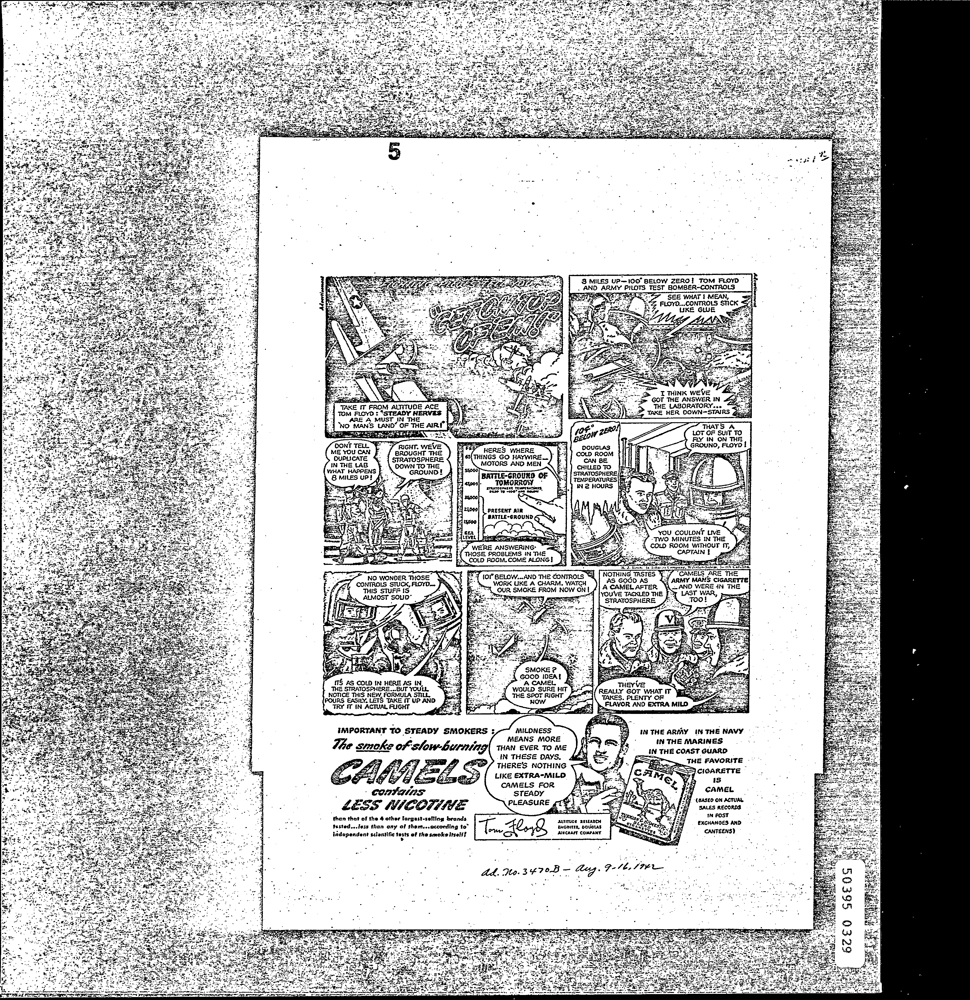 5
TAKE IT FROM ALTITUDE ACE
TOM FLOYD: "STEADY NERVES
ARE A MUST IN THE
'NO MAN'S LAND' OF THE AIR!"
8 MILES UP—100° BELOW ZERO! TOM FLOYD
AND ARMY PILOTS TEST BOMBER-CONTROLS
SEE WHAT I MEAN,
FLOYD...CONTROLS STICK
LIKE GLUE
I THINK WE'VE
GOT THE ANSWER IN
THE LABORATORY...
TAKE HER DOWN-STAIRS
DON'T TELL
ME YOU CAN
DUPLICATE
IN THE LAB
WHAT HAPPENS
8 MILES UP!
RIGHT. WE'VE
BROUGHT THE
STRATOSPHERE
DOWN TO THE
GROUND!
HERE'S WHERE
THINGS GO HAYWIRE...
MOTORS AND MEN
BATTLE-GROUND OF
TOMORROW
PRESENT AIR
BATTLE-GROUND
SEA
LEVEL
WE'RE ANSWERING
THOSE PROBLEMS IN THE
COLD ROOM. COME ALONG!
105°
BELOW ZERO!
DOUGLAS
COLD ROOM
CAN BE
CHILLED TO
STRATOSPHERE
TEMPERATURES
IN 2 HOURS
THAT'S A
LOT OF SUIT TO
FLY IN ON THE
GROUND, FLOYD!
YOU COULDN'T LIVE
TWO MINUTES IN THE
COLD ROOM WITHOUT IT,
CAPTAIN!
NO WONDER THOSE
CONTROLS STUCK, FLOYD...
THIS STUFF IS
ALMOST SOLID
IT'S AS COLD IN HERE AS IN
THE STRATOSPHERE...BUT YOU'LL
NOTICE THIS NEW FORMULA STILL
POURS EASILY. LET'S TAKE IT UP AND
TRY IT IN ACTUAL FLIGHT
101° BELOW...AND THE CONTROLS
WORK LIKE A CHARM. WATCH
OUR SMOKE FROM NOW ON!
SMOKE?
GOOD IDEA!
A CAMEL
WOULD SURE HIT
THE SPOT RIGHT
NOW
NOTHING TASTES
AS GOOD AS
A CAMEL AFTER
YOU'VE TACKLED THE
STRATOSPHERE
CAMELS ARE THE
ARMY MAN'S CIGARETTE
...AND WERE IN THE
LAST WAR,
TOO!
THEY'VE
REALLY GOT WHAT IT
TAKES. PLENTY OF
FLAVOR AND EXTRA MILD
IMPORTANT TO STEADY SMOKERS:
The smoke of slow-burning
CAMELS
contains
LESS NICOTINE
than that of the 4 other largest-selling brands
tested...less than any of them...according to
independent scientific tests of the smoke itself!
MILDNESS
MEANS MORE
THAN EVER TO ME
IN THESE DAYS.
THERE'S NOTHING
LIKE EXTRA-MILD
CAMELS FOR
STEADY
PLEASURE
Tom Floyd
ALTITUDE RESEARCH
ENGINEER, DOUGLAS
AIRCRAFT COMPANY
CAMEL
IN THE ARMY IN THE NAVY
IN THE MARINES
IN THE COAST GUARD
THE FAVORITE
CIGARETTE
IS
CAMEL
(BASED ON ACTUAL
SALES RECORDS
IN POST
EXCHANGES AND
CANTEENS)
Ad. No. 3470B — Aug. 9-16, 1942
50395 0329